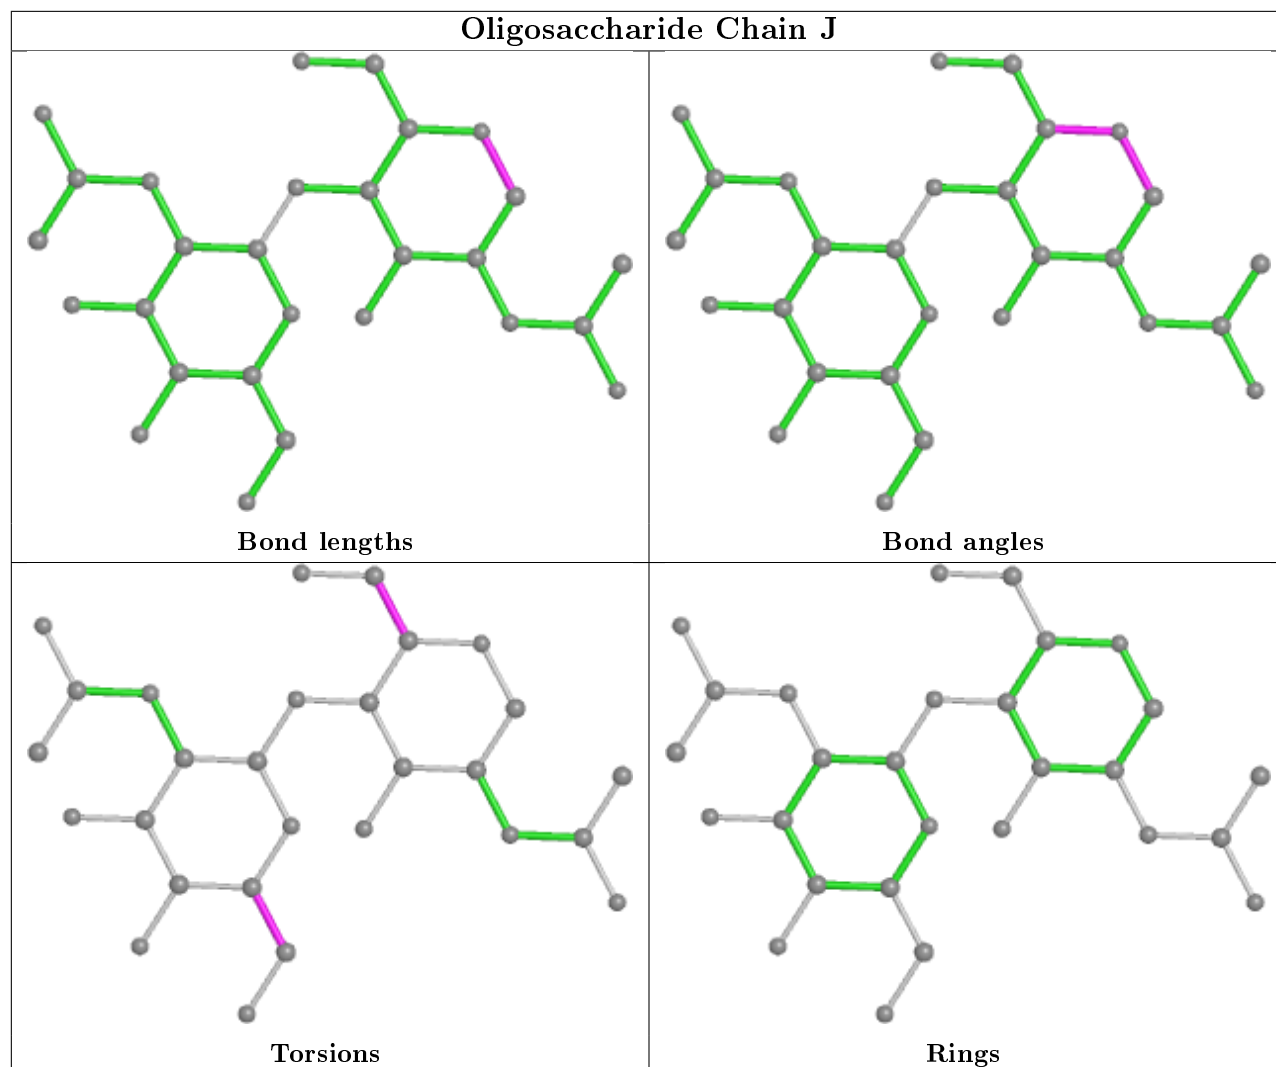 Oligosaccharide Chain J
Bond lengths
Bond angles
Torsions
Rings